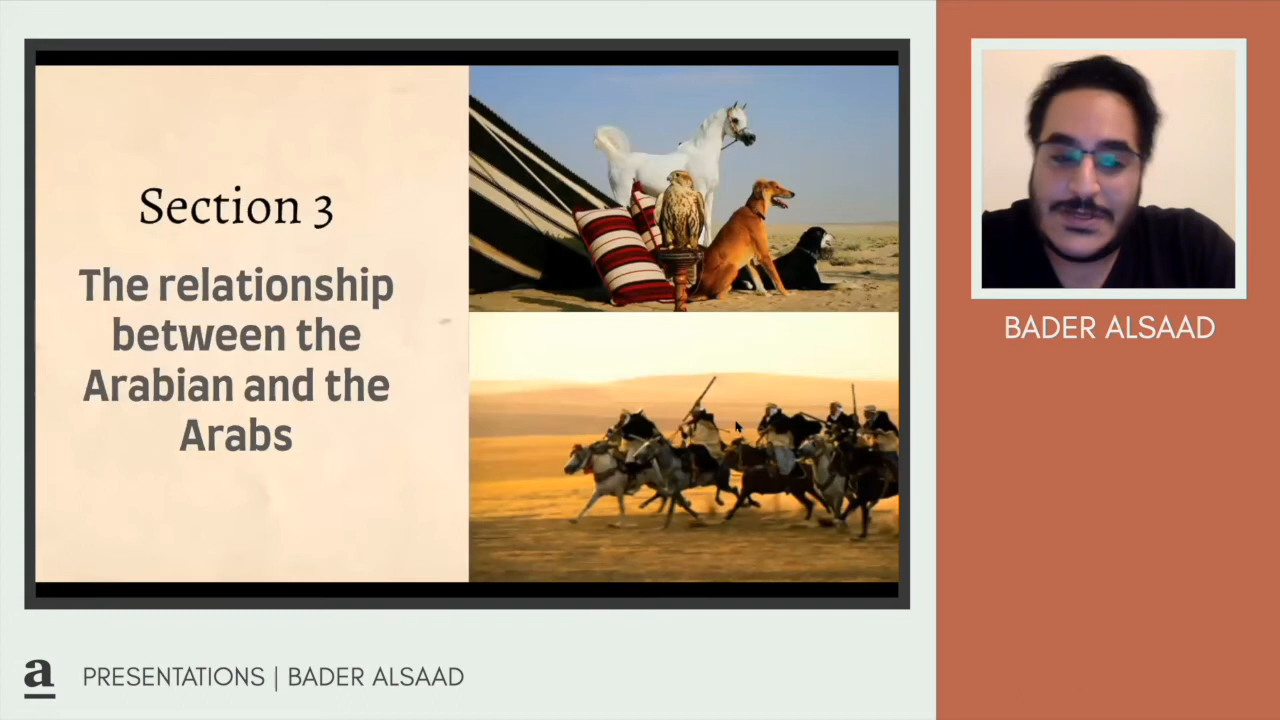 Section 3
The relationship
between the
Arabian and the
Arabs
BADER ALSAAD
a
PRESENTATIONS | BADER ALSAAD